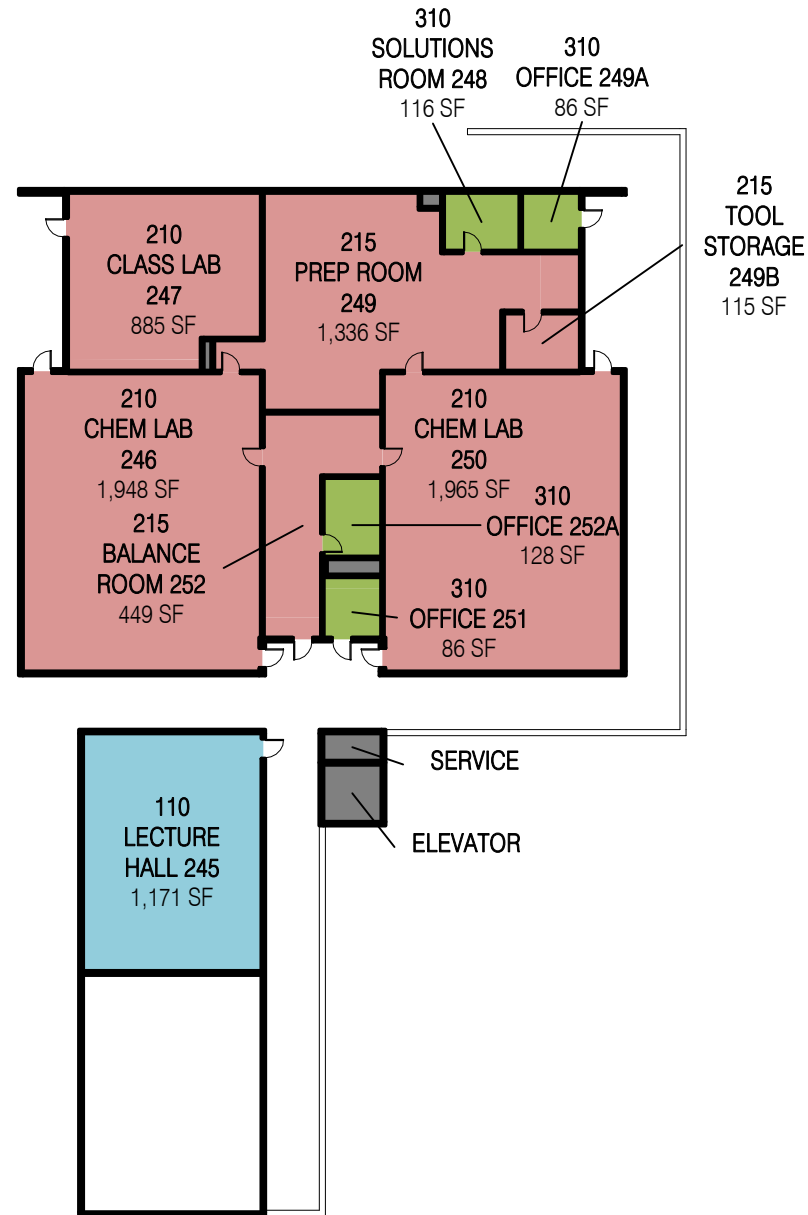 310
SOLUTIONS
ROOM 248
116 SF
310
OFFICE 249A
86 SF
215
TOOL
STORAGE
249B
115 SF
210
CLASS LAB
247
885 SF
215
PREP ROOM
249
1,336 SF
210
CHEM LAB
246
1,948 SF
210
CHEM LAB
250
1,965 SF
215
BALANCE
ROOM 252
449 SF
310
OFFICE 252A
128 SF
310
OFFICE 251
86 SF
SERVICE
ELEVATOR
110
LECTURE
HALL 245
1,171 SF